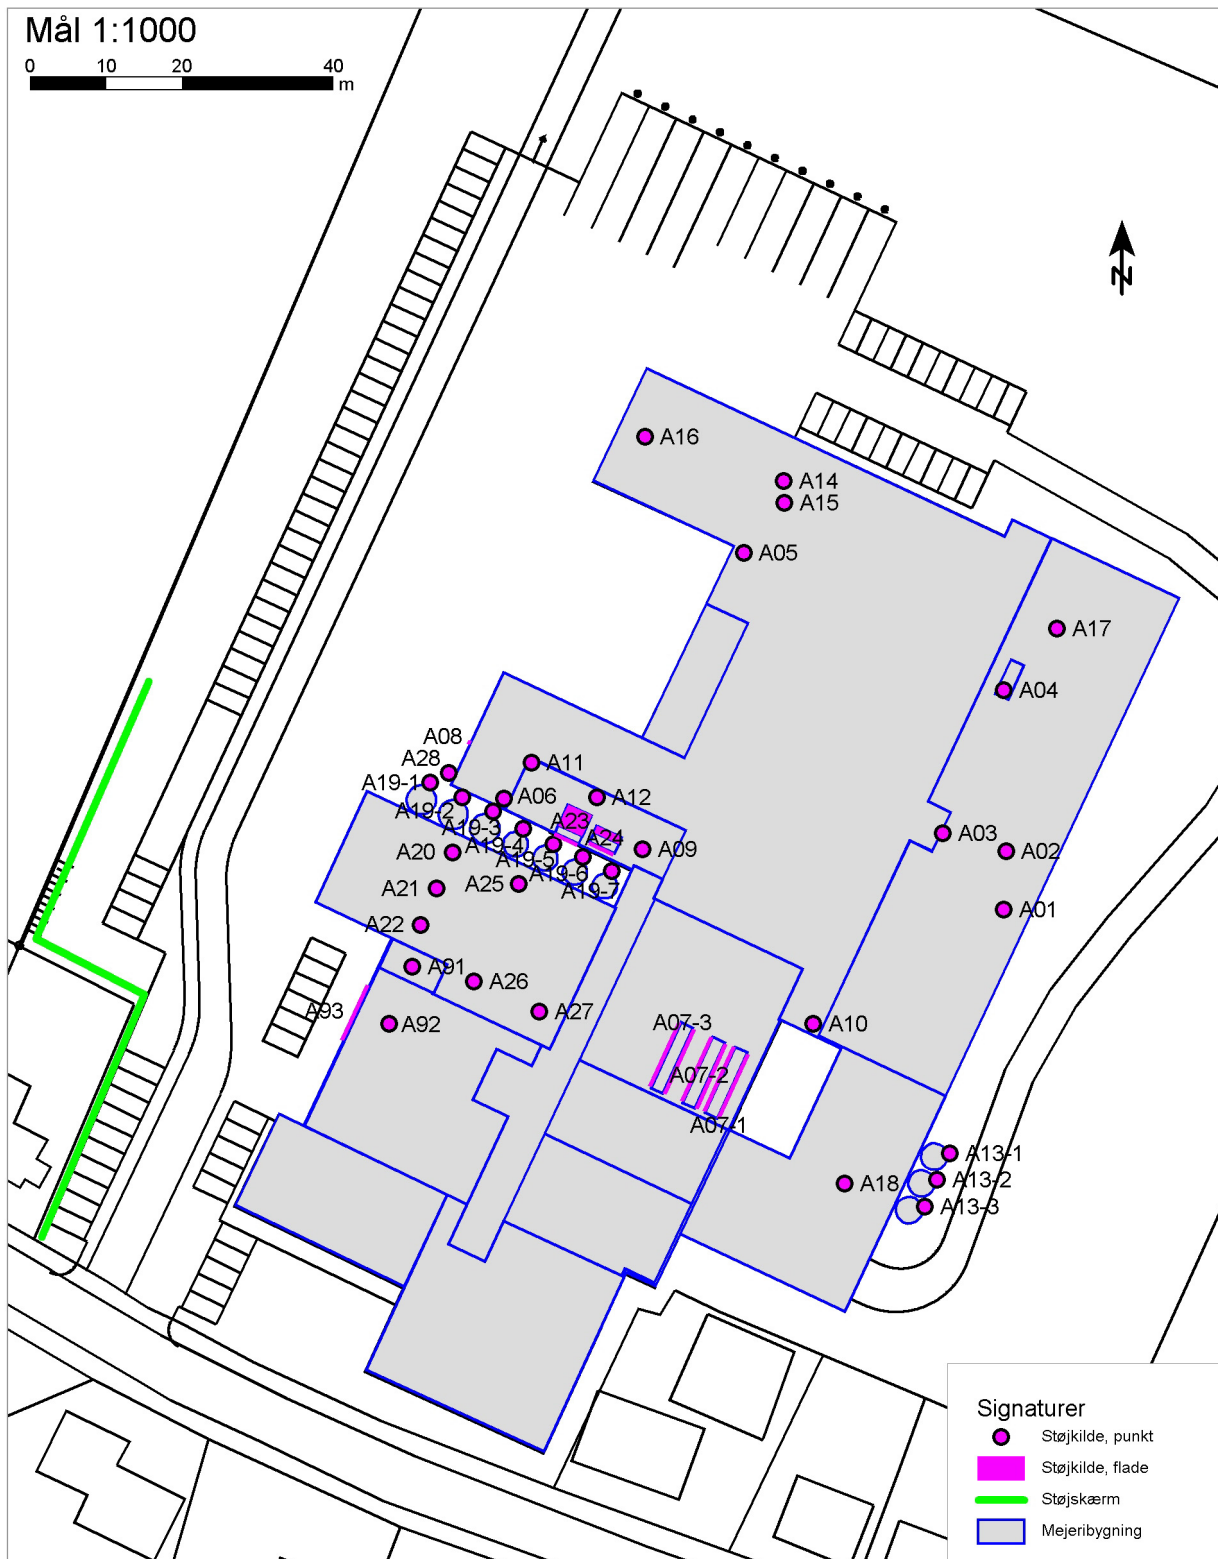 Mål 1:1000
0 10 20 40
m
N
A16
A14
A15
A05
A17
A04
A08
A11
A28
A19-1
A06
A12
A19-2
A23
A19-3
A24
A03
A19-4
A09
A02
A20
A19-5
A19-6
A25
A21
A19-7
A01
A22
A91
A26
A93
A27
A92
A07-3
A10
A07-2
A07-1
A13-1
A18
A13-2
A13-3
Signaturer
Støjkilde, punkt
Støjkilde, flade
Støjskærm
Mejeribygning